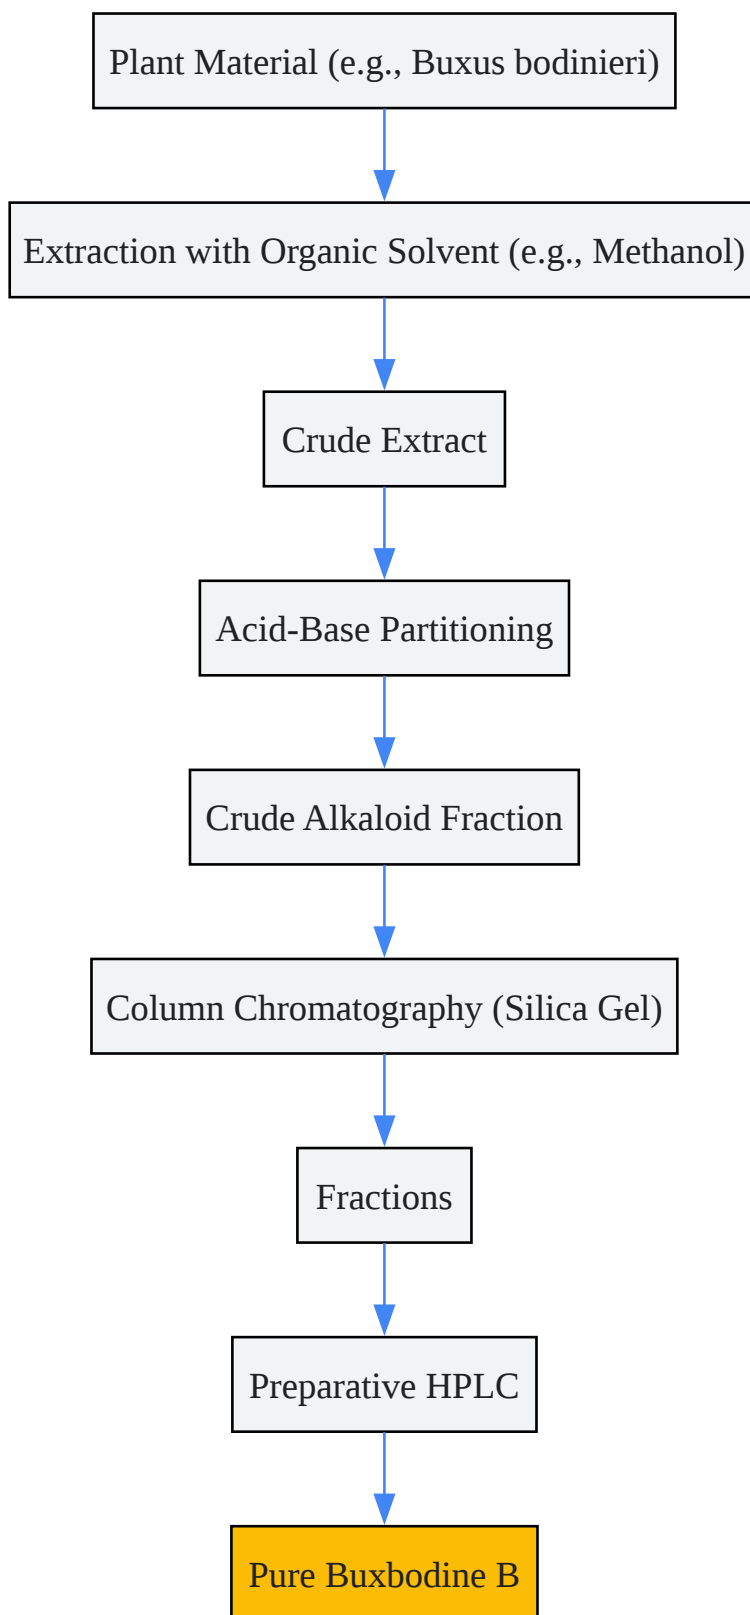 Plant Material (e.g., Buxus bodinieri)
Extraction with Organic Solvent (e.g., Methanol)
Crude Extract
Acid-Base Partitioning
Crude Alkaloid Fraction
Column Chromatography (Silica Gel)
Fractions
Preparative HPLC
Pure Buxbodine B